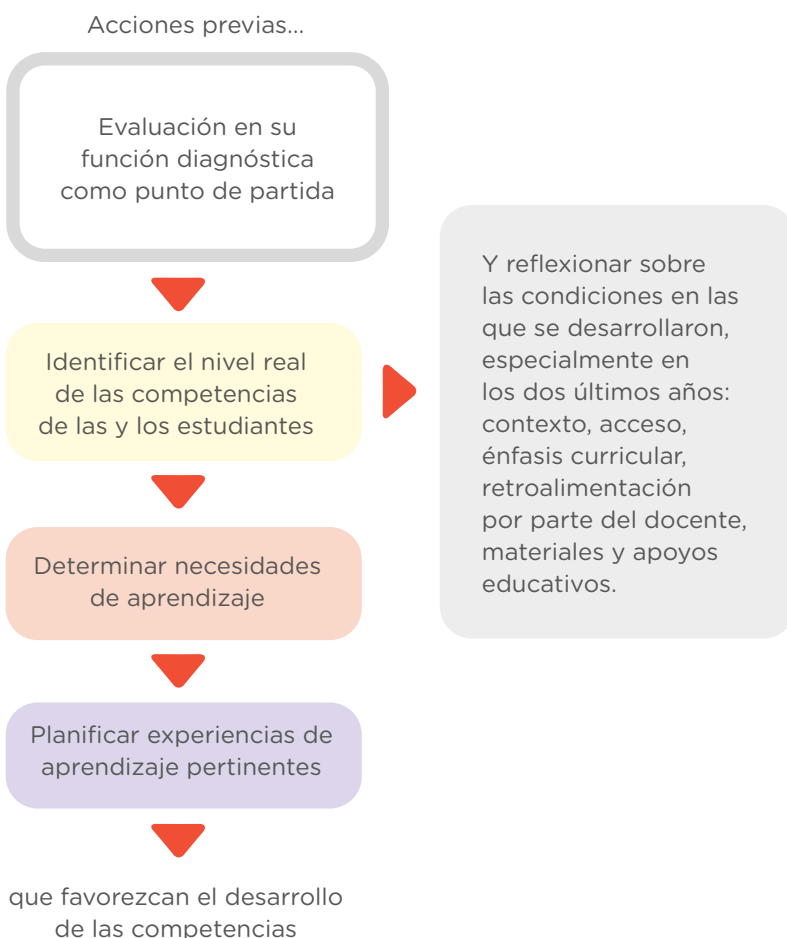 Acciones previas...
Evaluación en su
función diagnóstica
como punto de partida
Identificar el nivel real
de las competencias
de las y los estudiantes
Y reflexionar sobre
las condiciones en las
que se desarrollaron,
especialmente en
los dos últimos años:
contexto, acceso,
énfasis curricular,
retroalimentación
por parte del docente,
materiales y apoyos
educativos.
Determinar necesidades
de aprendizaje
Planificar experiencias de
aprendizaje pertinentes
que favorezcan el desarrollo
de las competencias